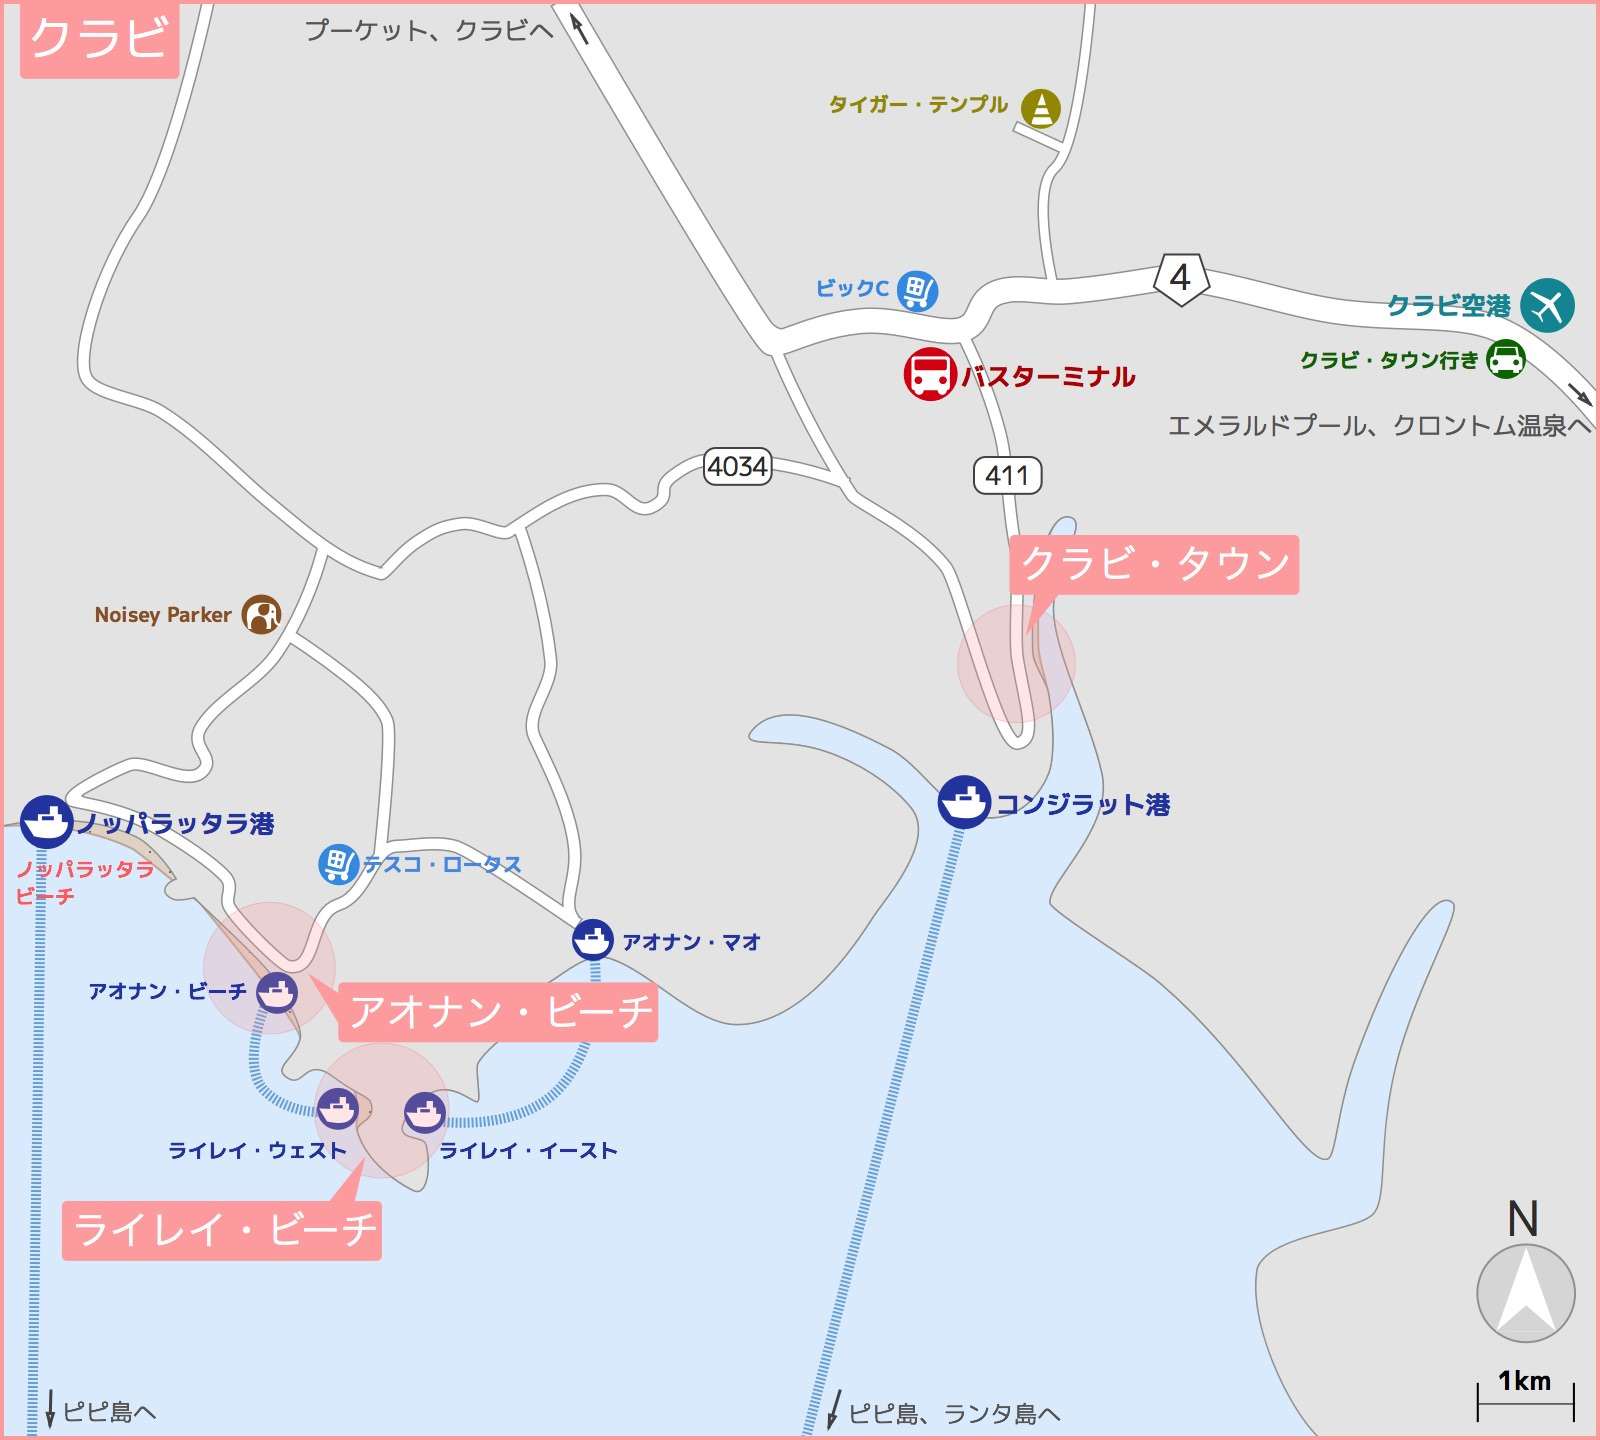 クラビ
プーケット、クラビへ
タイガー・テンプル
ビックC
4
クラビ空港
クラビ・タウン行き
バスターミナル
エメラルドプール、クロントム温泉へ
4034
411
クラビ・タウン
Noisey Parker
コンジラット港
ノッパラッタラ港
ノッパラッタラ
ビーチ
テスコ・ロータス
アオナン・マオ
アオナン・ビーチ
アオナン・ビーチ
ライレイ・ウェスト
ライレイ・イースト
ライレイ・ビーチ
N
1km
ピピ島へ
ピピ島、ランタ島へ